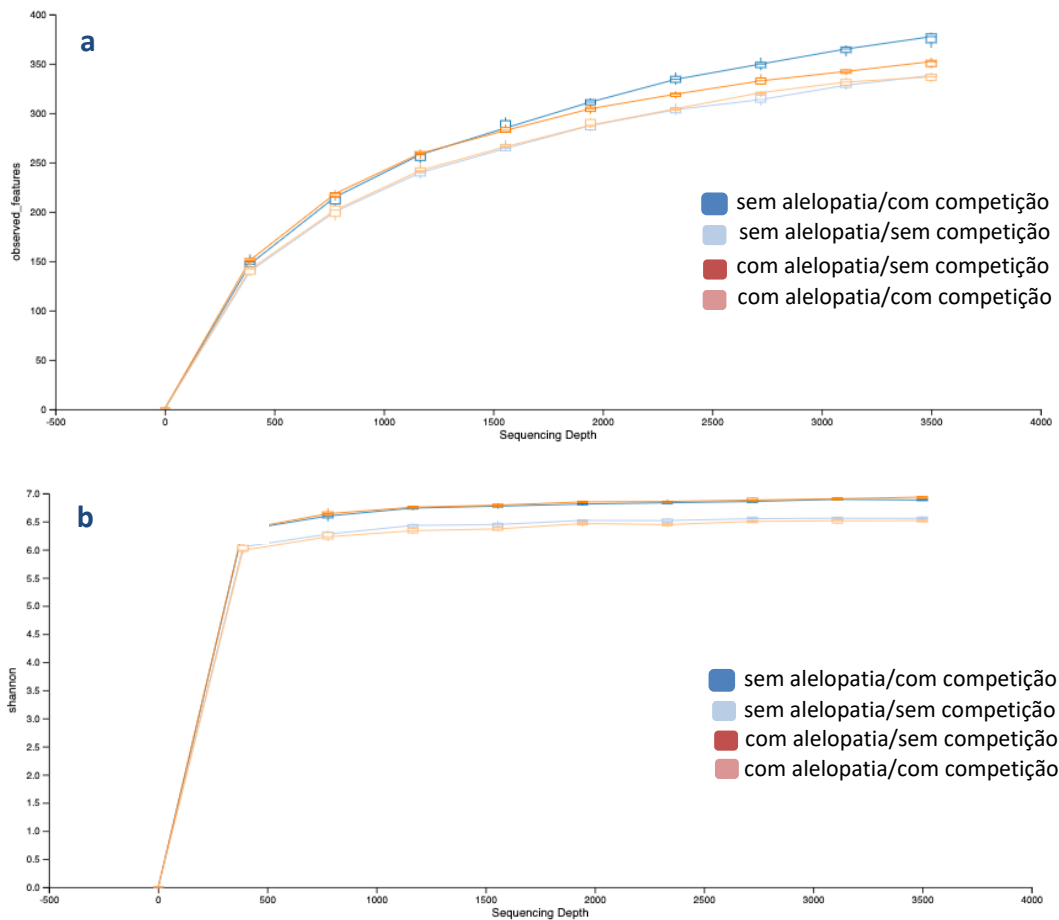 a
400
350
300
250
200
150
100
50
0
observed_features
-500 0 500 1000 1500 2000 2500 3000 3500 4000
Sequencing Depth
sem alelopatia/com competição
sem alelopatia/sem competição
com alelopatia/sem competição
com alelopatia/com competição
b
7.0
6.5
6.0
5.5
5.0
4.5
4.0
3.5
3.0
2.5
2.0
1.5
1.0
0.5
0.0
shannon
-500 0 500 1000 1500 2000 2500 3000 3500 4000
Sequencing Depth
sem alelopatia/com competição
sem alelopatia/sem competição
com alelopatia/sem competição
com alelopatia/com competição